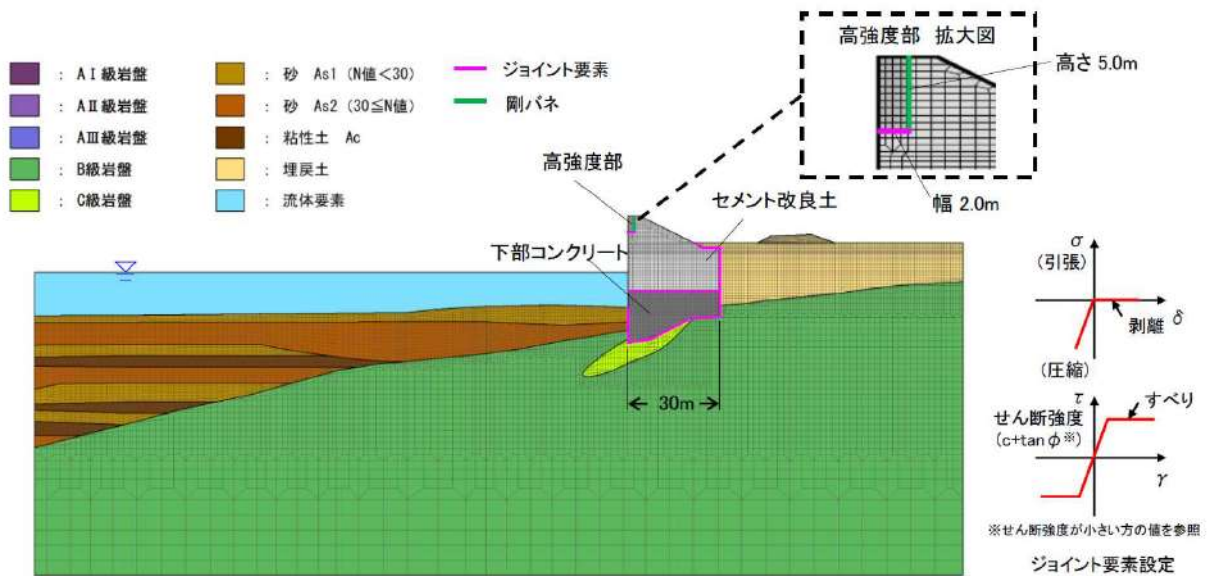 : AⅠ級岩盤
: AⅡ級岩盤
: AⅢ級岩盤
: B級岩盤
: C級岩盤
: 砂 As1 (N値<30)
: 砂 As2 (30≦N値)
: 粘性土 Ac
: 埋戻土
: 流体要素
ジョイント要素
剛バネ
高強度部 拡大図
高さ 5.0m
幅 2.0m
高強度部
セメント改良土
下部コンクリート
30m
σ
(引張)
δ
剥離
(圧縮)
τ
せん断強度
(c+tanφ※)
すべり
γ
※せん断強度が小さい方の値を参照
ジョイント要素設定